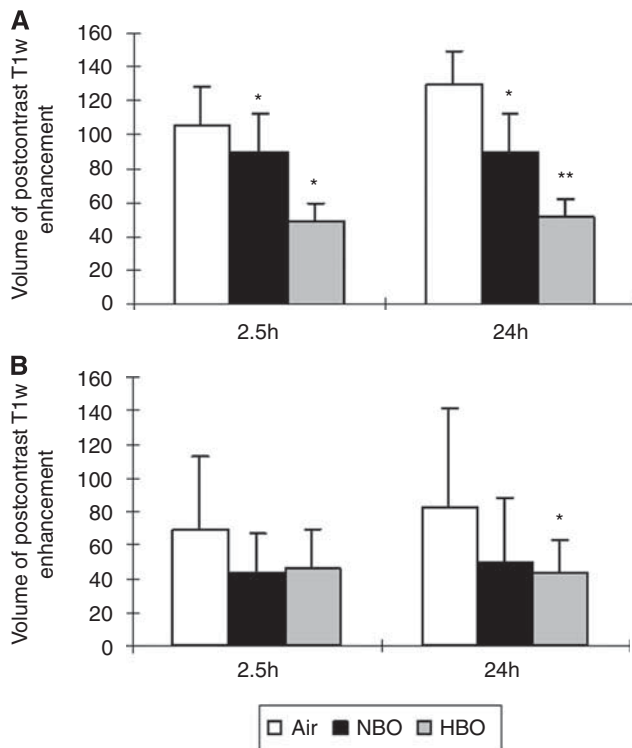 A
Volume of postcontrast T1w
enhancement
160
140
120
100
80
60
40
20
0
*
*
*
**
2.5h
24h
B
Volume of postcontrast T1w
enhancement
160
140
120
100
80
60
40
20
0
*
2.5h
24h
Air NBO HBO